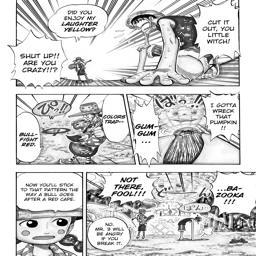 DID YOU
ENJOY MY
LAUGHTER
YELLOW?
CUT IT
OUT, YOU
LITTLE
WITCH!
SHUT UP!!
ARE YOU
CRAZY!!?
COLORS
TRAP--
BULL-
FIGHT
RED.
GUM-
GUM...
I GOTTA
WRECK
THAT
PUMPKIN
!!
NOW YOU'LL STICK
TO THAT PATTERN THE
WAY A BULL GOES
AFTER A RED CAPE.
NOT
THERE,
FOOL!!!
...BA-
ZOOKA
!!!
NO,
MR. 3 WILL
BE ANGRY
IF YOU
BREAK IT.